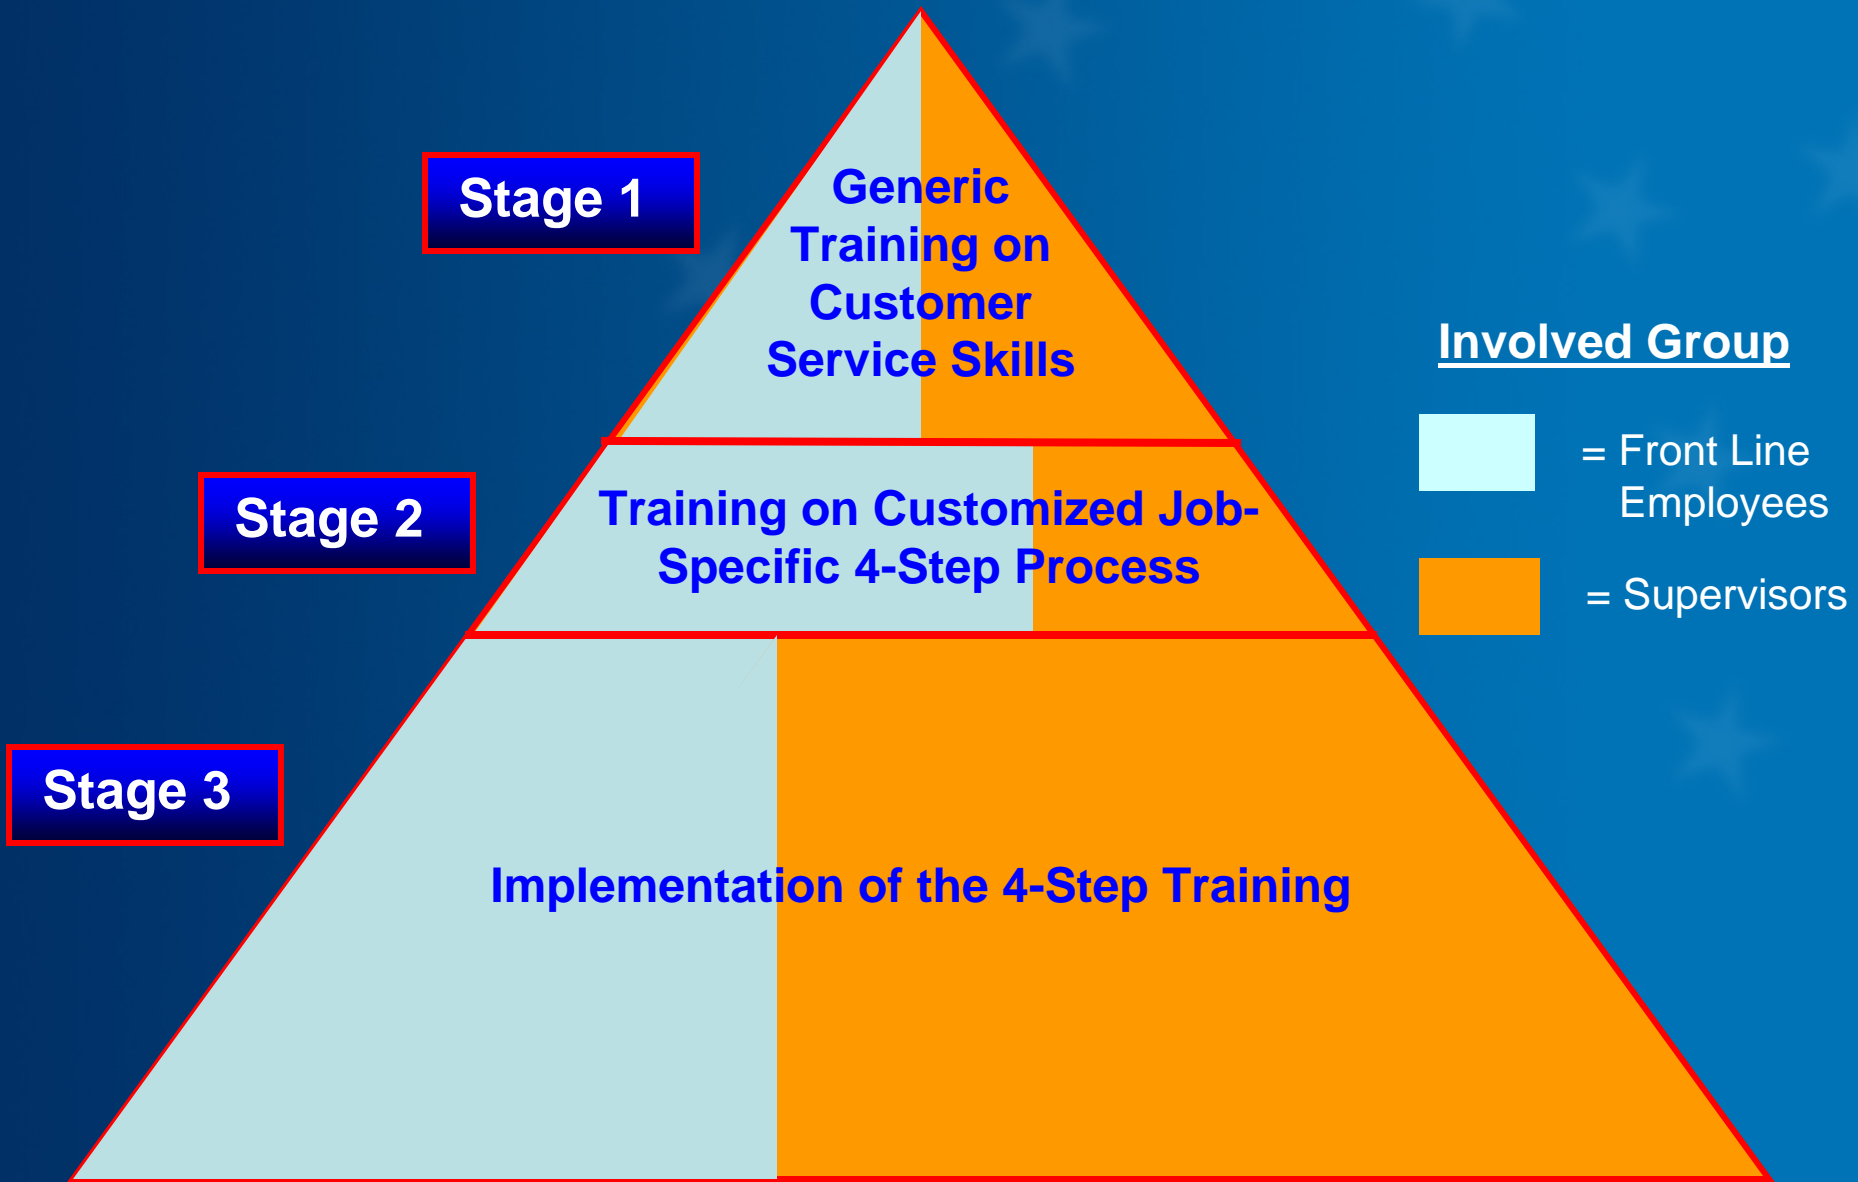 Stage 1
Generic
Training on
Customer
Service Skills
Stage 2
Training on Customized Job-
Specific 4-Step Process
Stage 3
Implementation of the 4-Step Training
Involved Group
= Front Line
Employees
= Supervisors